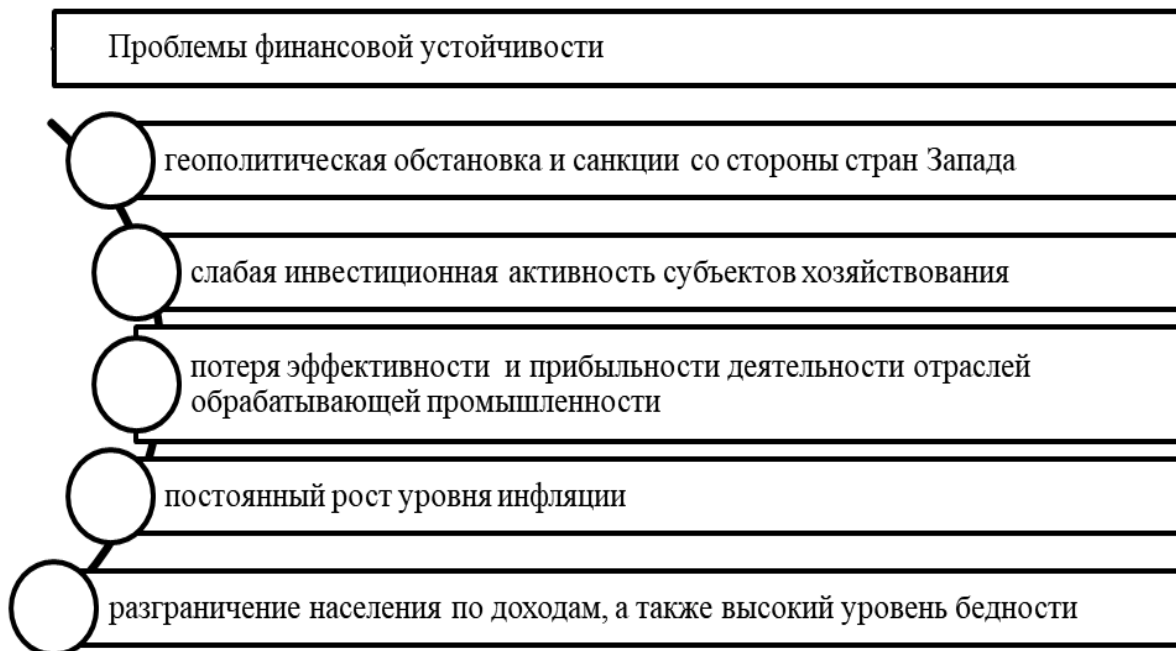 Проблемы финансовой устойчивости
геополитическая обстановка и санкции со стороны стран Запада
слабая инвестиционная активность субъектов хозяйствования
потеря эффективности и прибыльности деятельности отраслей
обрабатывающей промышленности
постоянный рост уровня инфляции
разграничение населения по доходам, а также высокий уровень бедности